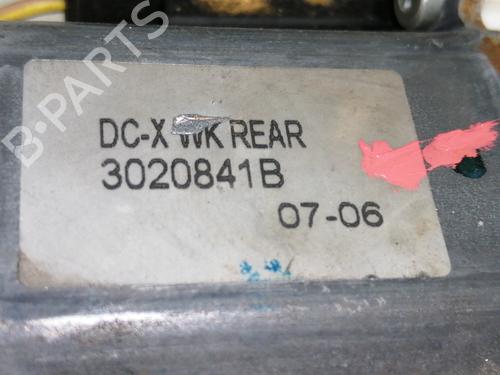 B-PARTS
DC-X WK REAR
3020841B
07-06